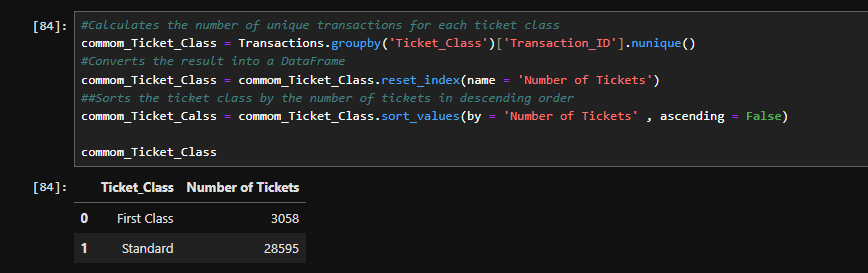 [84]: #Calculates the number of unique transactions for each ticket class
commom_Ticket_Class = Transactions.groupby('Ticket_Class')['Transaction_ID'].nunique()
#Converts the result into a DataFrame
commom_Ticket_Class = commom_Ticket_Class.reset_index(name = 'Number of Tickets')
##Sorts the ticket class by the number of tickets in descending order
commom_Ticket_Calss = commom_Ticket_Class.sort_values(by = 'Number of Tickets' , ascending = False)
commom_Ticket_Class
[84]: Ticket_Class Number of Tickets
0 First Class 3058
1 Standard 28595